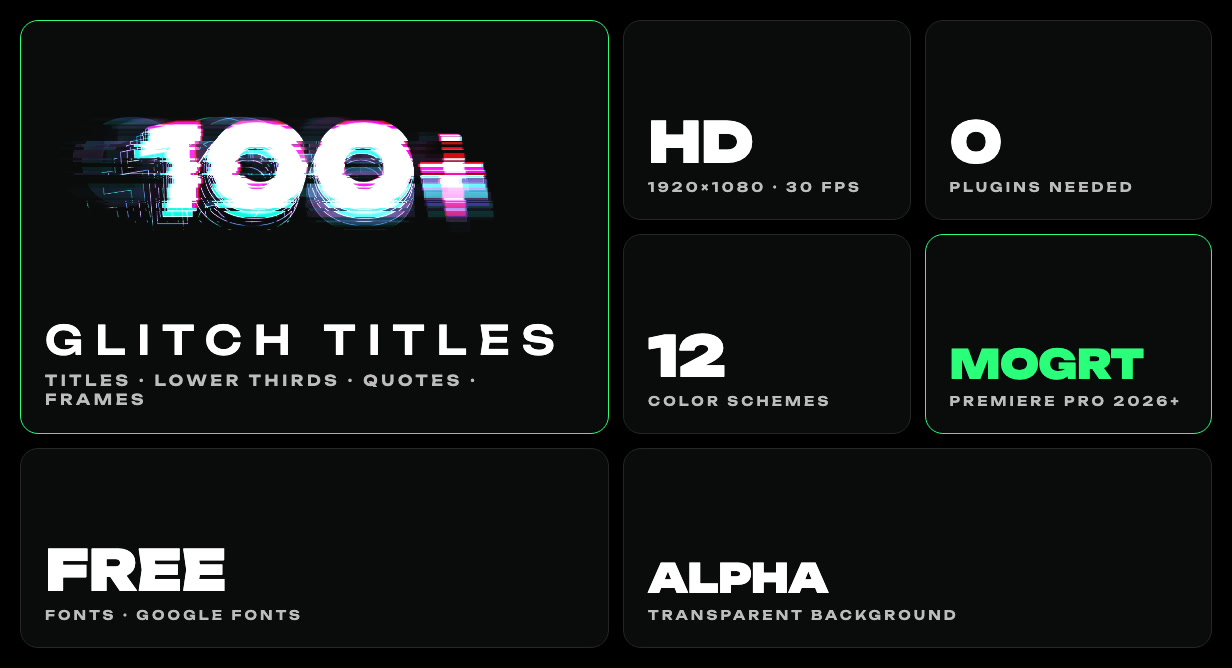 100+
GLITCH TITLES
TITLES · LOWER THIRDS · QUOTES ·
FRAMES
HD
1920×1080 · 30 FPS
0
PLUGINS NEEDED
12
COLOR SCHEMES
MOGRT
PREMIERE PRO 2026+
FREE
FONTS · GOOGLE FONTS
ALPHA
TRANSPARENT BACKGROUND